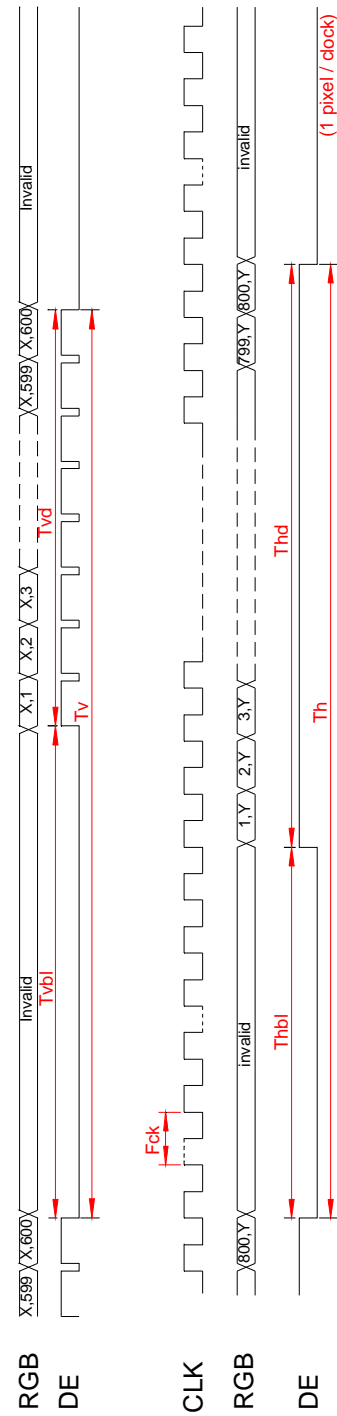 RGB X,599 X,600 Invalid X,1 X,2 X,3 X,599 X,600 Invalid
Tvbl Tvd
DE
Tv
Fck
CLK
RGB 800,Y invalid 1,Y 2,Y 3,Y 799,Y 800,Y invalid
Thbl Thd
DE
Th
(1 pixel / clock)